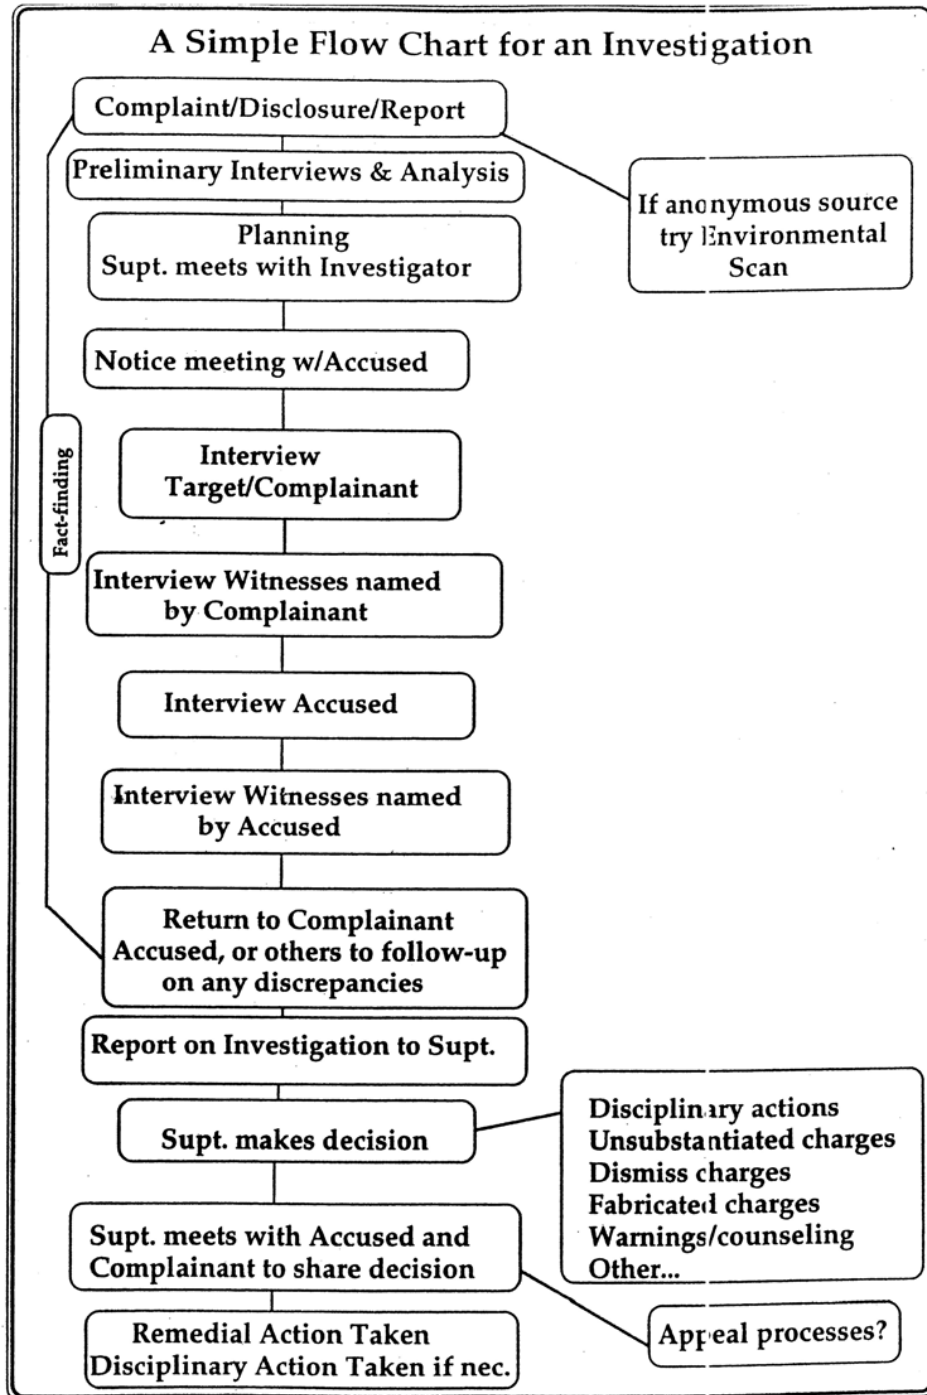 A Simple Flow Chart for an Investigation
Complaint/Disclosure/Report
Preliminary Interviews & Analysis
If anonymous source
try Environmental
Scan
Planning
Supt. meets with Investigator
Notice meeting w/Accused
Fact-finding
Interview
Target/Complainant
Interview Witnesses named
by Complainant
Interview Accused
Interview Witnesses named
by Accused
Return to Complainant
Accused, or others to follow-up
on any discrepancies
Report on Investigation to Supt.
Supt. makes decision
Disciplinary actions
Unsubstantiated charges
Dismiss charges
Fabricated charges
Warnings/counseling
Other...
Supt. meets with Accused and
Complainant to share decision
Appeal processes?
Remedial Action Taken
Disciplinary Action Taken if nec.